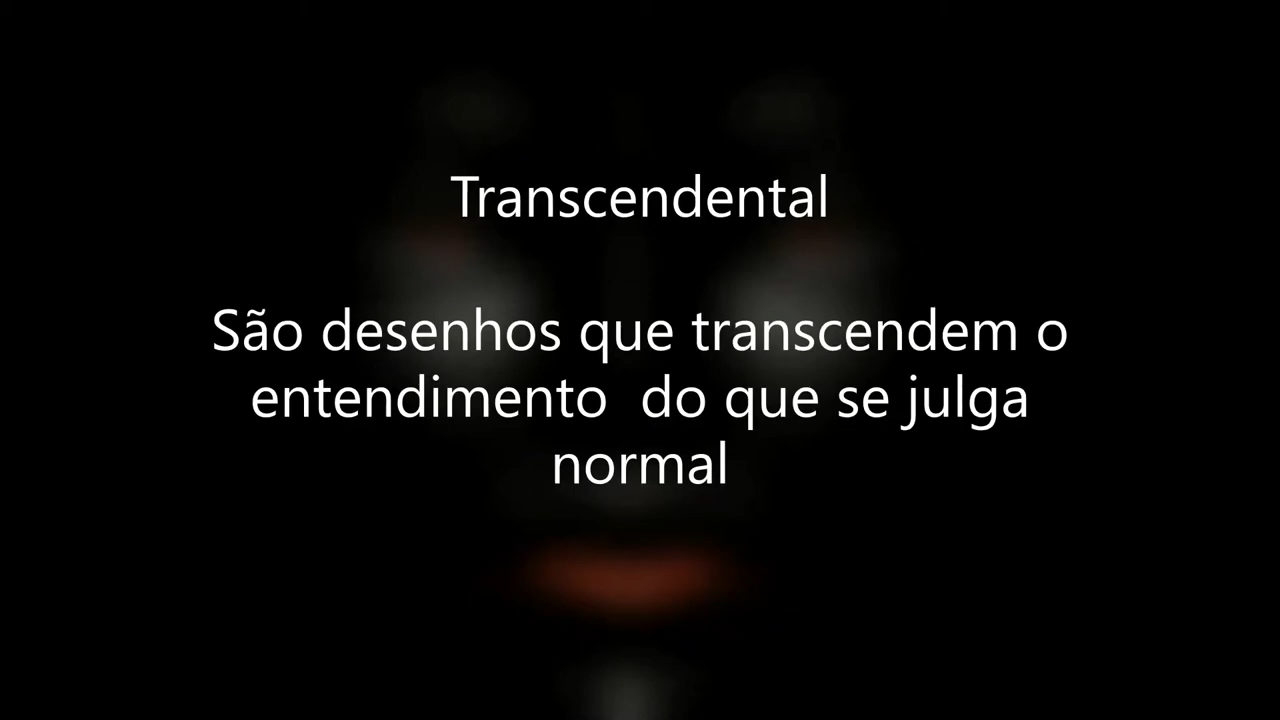 Transcendental
São desenhos que transcendem o
entendimento  do que se julga
normal